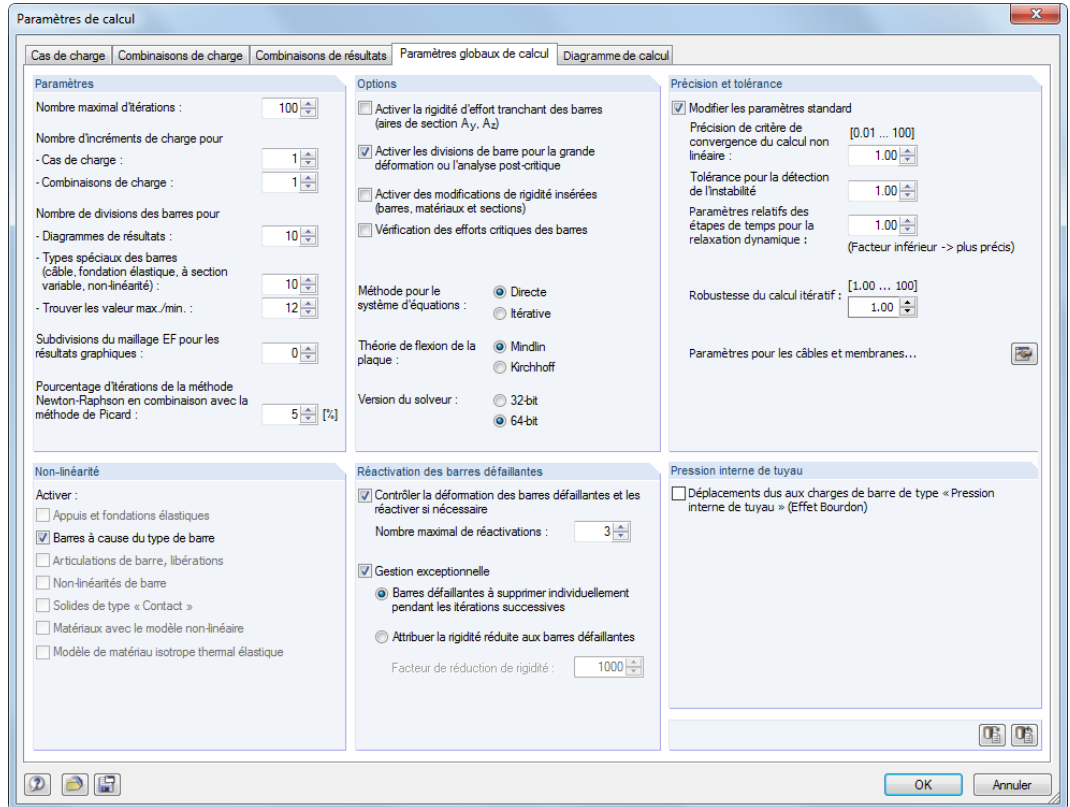 Paramètres de calcul
Cas de charge
Combinaisons de charge
Combinaisons de résultats
Paramètres globaux de calcul
Diagramme de calcul
Paramètres
Nombre maximal d'itérations :
100
Nombre d'incréments de charge pour
- Cas de charge :
1
- Combinaisons de charge :
1
Nombre de divisions des barres pour
- Diagrammes de résultats :
10
- Types spéciaux des barres
(câble, fondation élastique, à section
variable, non-linéarité) :
10
- Trouver les valeur max./min. :
12
Subdivisions du maillage EF pour les
résultats graphiques :
0
Pourcentage d'itérations de la méthode
Newton-Raphson en combinaison avec la
méthode de Picard :
5 [%]
Options
Activer la rigidité d'effort tranchant des barres
(aires de section Ay, Az)
Activer les divisions de barre pour la grande
déformation ou l'analyse post-critique
Activer des modifications de rigidité insérées
(barres, matériaux et sections)
Vérification des efforts critiques des barres
Méthode pour le
système d'équations :
Directe
Itérative
Théorie de flexion de la
plaque :
Mindlin
Kirchhoff
Version du solveur :
32-bit
64-bit
Précision et tolérance
Modifier les paramètres standard
Précision de critère de
convergence du calcul non
linéaire :
[0.01 ... 100]
1.00
Tolérance pour la détection
de l'instabilité
1.00
Paramètres relatifs des
étapes de temps pour la
relaxation dynamique :
1.00
(Facteur inférieur -> plus précis)
Robustesse du calcul itératif :
[1.00 ... 100]
1.00
Paramètres pour les câbles et membranes...
Non-linéarité
Activer :
Appuis et fondations élastiques
Barres à cause du type de barre
Articulations de barre, libérations
Non-linéarités de barre
Solides de type « Contact »
Matériaux avec le modèle non-linéaire
Modèle de matériau isotrope thermal élastique
Réactivation des barres défaillantes
Contrôler la déformation des barres défaillantes et les
réactiver si nécessaire
Nombre maximal de réactivations :
3
Gestion exceptionnelle
Barres défaillantes à supprimer individuellement
pendant les itérations successives
Attribuer la rigidité réduite aux barres défaillantes
Facteur de réduction de rigidité :
1000
Pression interne de tuyau
Déplacements dus aux charges de barre de type « Pression
interne de tuyau » (Effet Bourdon)
OK
Annuler